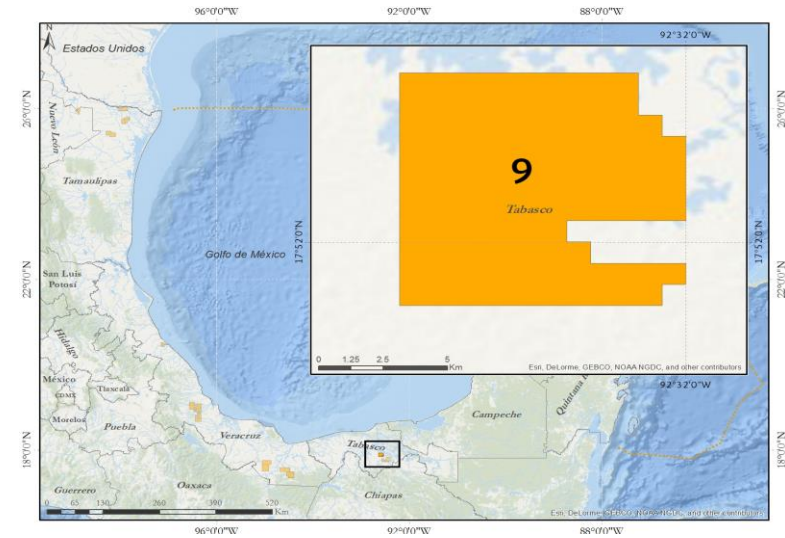 96°0'0"W 92°0'0"W 88°0'0"W
N
Estados Unidos
92°32'0"W
26°0'0"N
26°0'0"N
Nuevo León
9
Tabasco
Tamaulipas
17°52'0"N
17°52'0"N
Golfo de México
22°0'0"N
22°0'0"N
San Luis
Potosí
0 1.25 2.5 5
Km
Esri, DeLorme, GEBCO, NOAA NGDC, and other contributors
92°32'0"W
Hidalgo
México
CDMX
Tlaxcala
Morelos
Puebla
Veracruz
Tabasco
Campeche
Quintana
18°0'0"N
18°0'0"N
Guerrero
Oaxaca
Chiapas
0 65 130 260 390 520
Km
Esri, DeLorme, GEBCO, NOAA NGDC, and other contributors
96°0'0"W 92°0'0"W 88°0'0"W